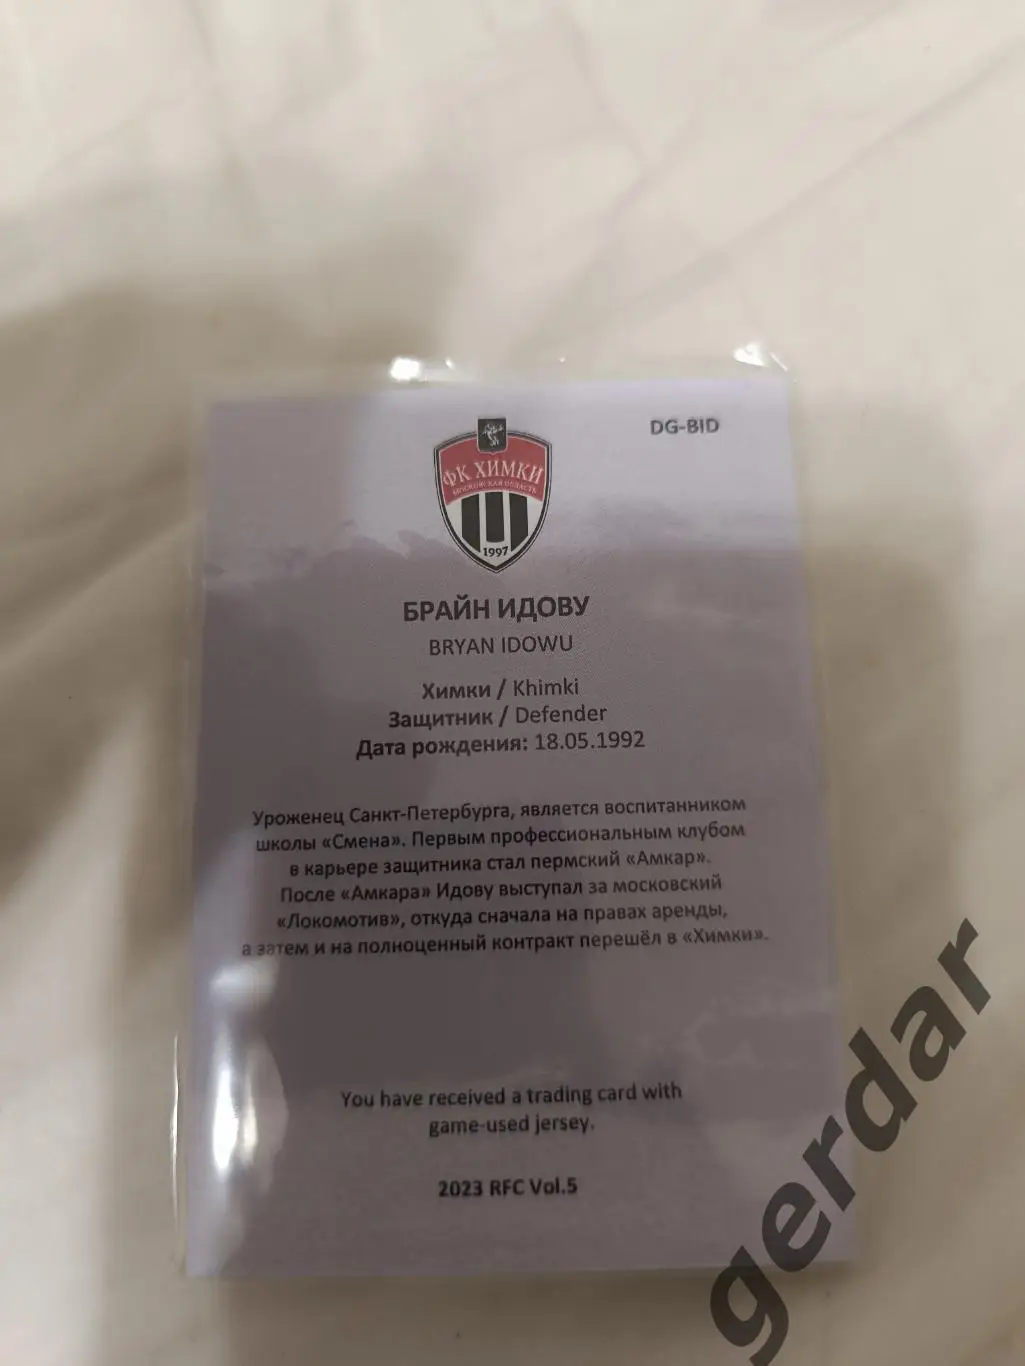 DG-BID
ФК ХИМКИ
МОСКОВСКАЯ ОБЛАСТЬ
1997
БРАЙН ИДОВУ
BRYAN IDOWU
Химки / Khimki
Защитник / Defender
Дата рождения: 18.05.1992
Уроженец Санкт-Петербурга, является воспитанником
школы «Смена». Первым профессиональным клубом
в карьере защитника стал пермский «Амкар».
После «Амкара» Идову выступал за московский
«Локомотив», откуда сначала на правах аренды,
а затем и на полноценный контракт перешёл в «Химки».
You have received a trading card with
game-used jersey.
2023 RFC Vol.5
gerdar